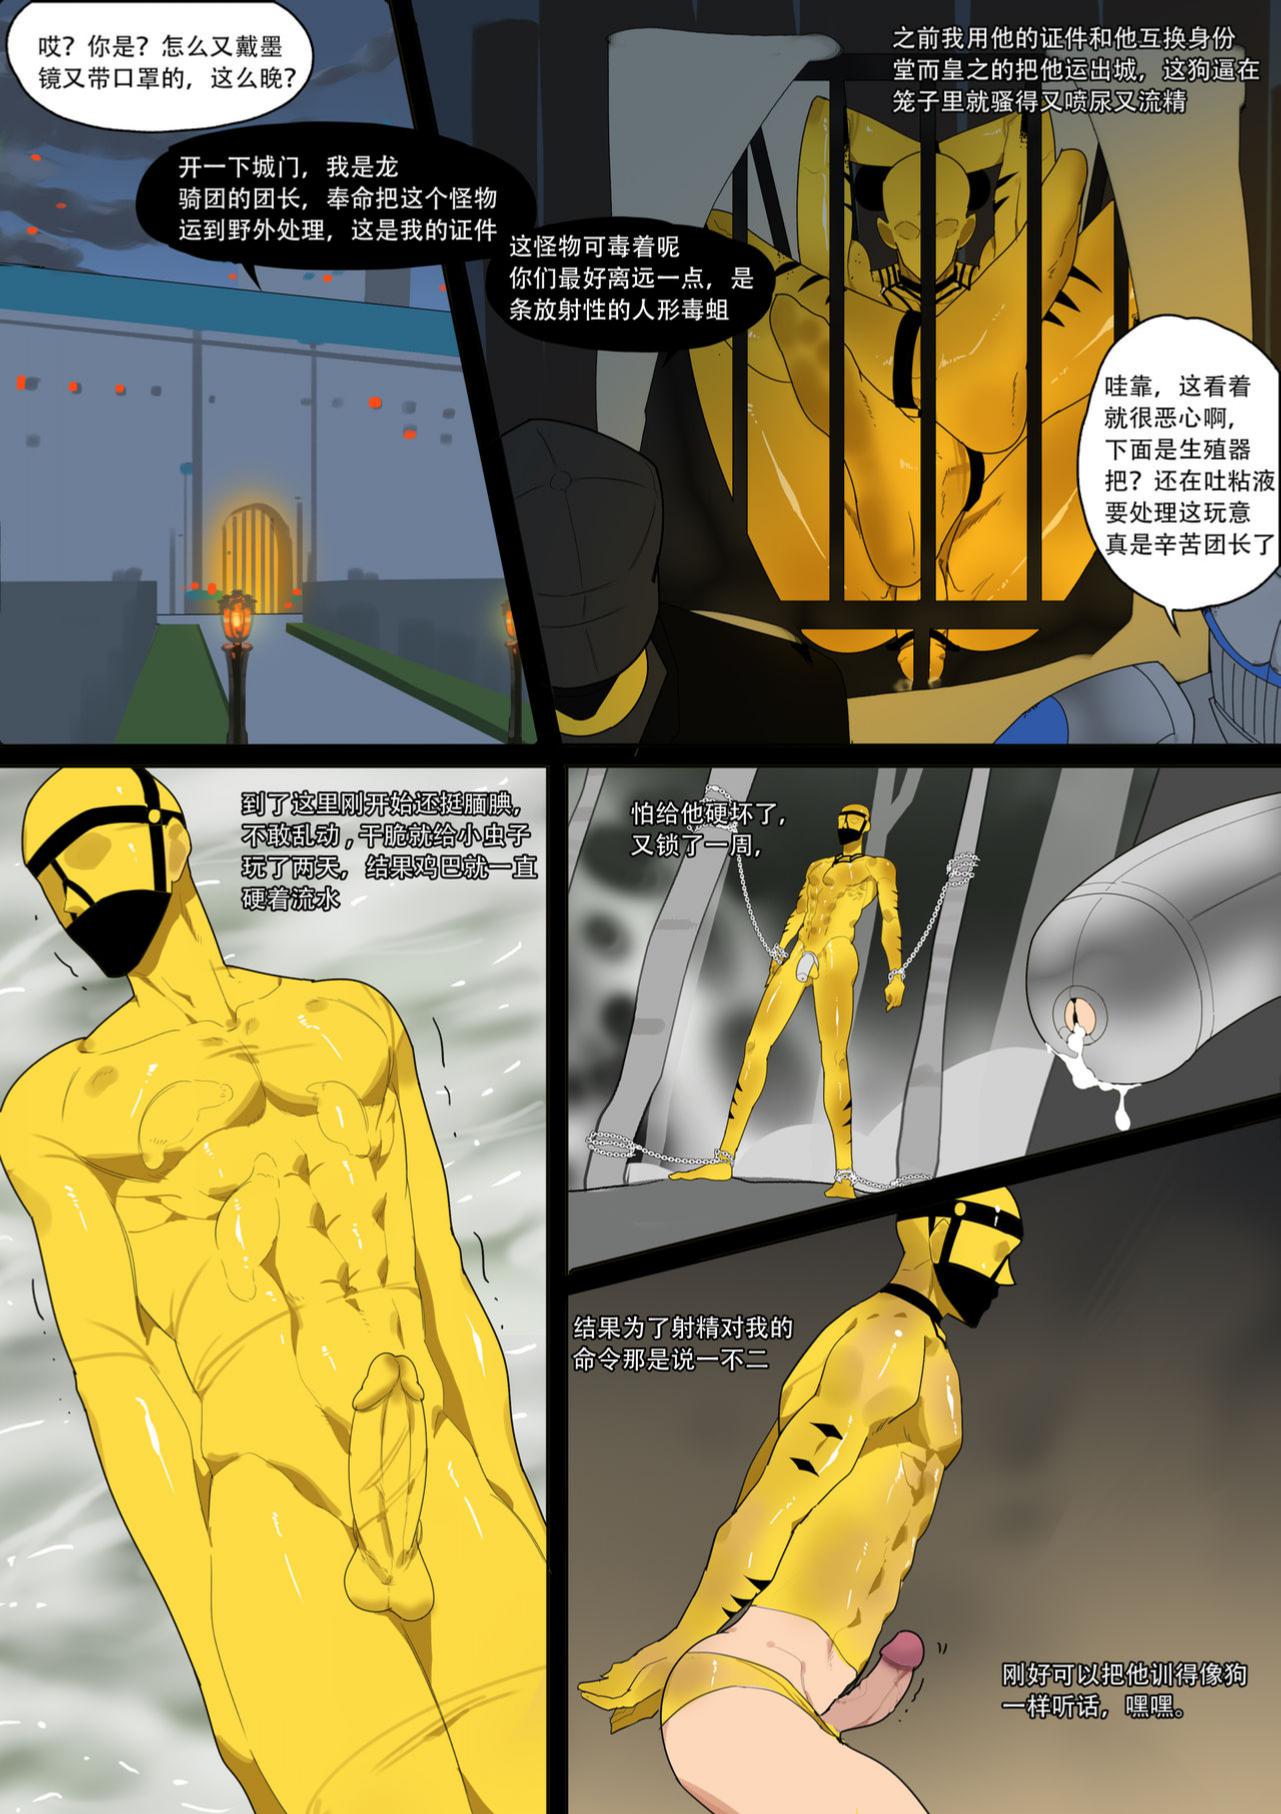 哎？你是？怎么又戴墨
镜又带口罩的，这么晚？
开一下城门，我是龙
骑团的团长，奉命把这个怪物
运到野外处理，这是我的证件
之前我用他的证件和他互换身份
堂而皇之的把他运出城，这狗逼在
笼子里就骚得又喷尿又流精
这怪物可毒着呢
你们最好离远一点，是
条放射性的人形毒蛆
哇靠，这看着
就很恶心啊，
下面是生殖器
把？还在吐粘液
要处理这玩意
真是辛苦团长了
到了这里刚开始还挺腼腆，
不敢乱动，干脆就给小虫子
玩了两天，结果鸡巴就一直
硬着流水
怕给他硬坏了，
又锁了一周，
结果为了射精对我的
命令那是说一不二
刚好可以把他训得像狗
一样听话，嘿嘿。